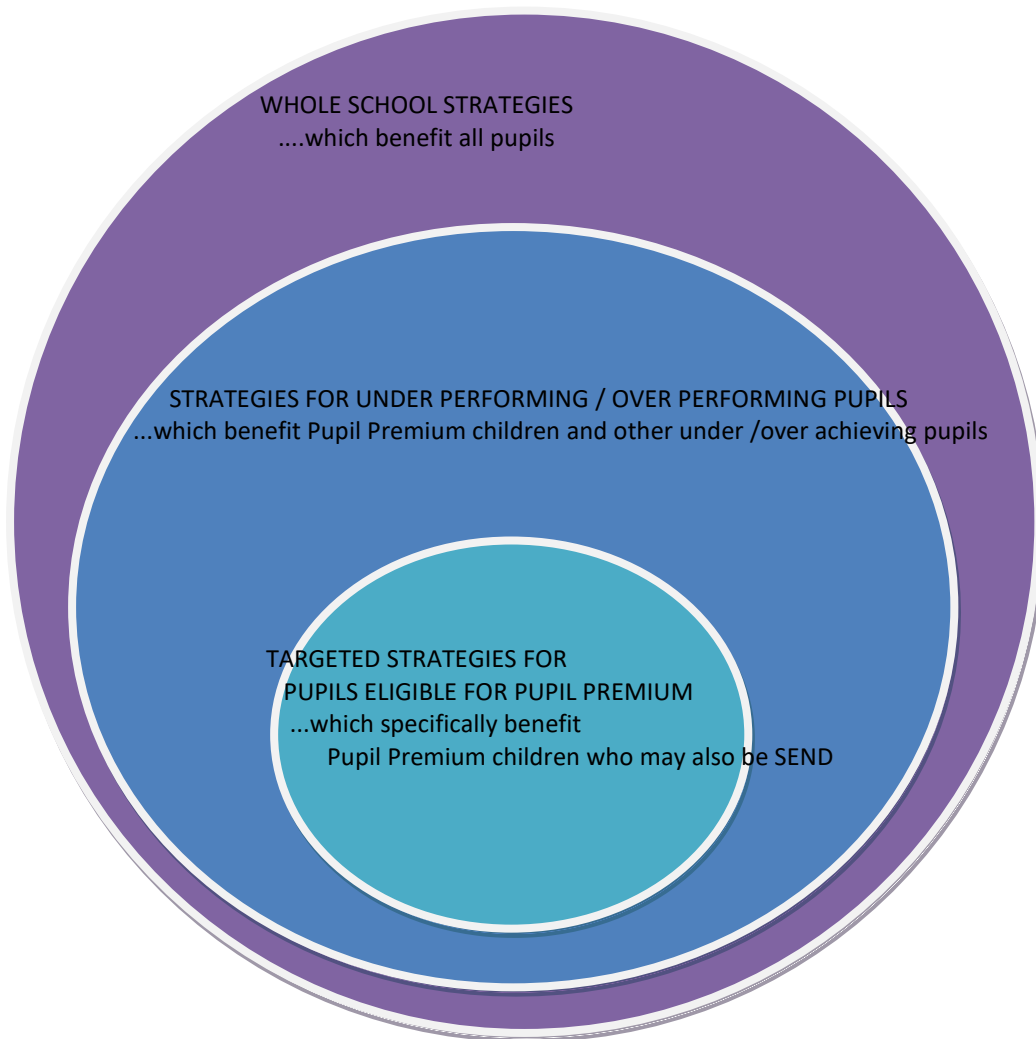 WHOLE SCHOOL STRATEGIES
....which benefit all pupils
STRATEGIES FOR UNDER PERFORMING / OVER PERFORMING PUPILS
...which benefit Pupil Premium children and other under /over achieving pupils
TARGETED STRATEGIES FOR
PUPILS ELIGIBLE FOR PUPIL PREMIUM
...which specifically benefit
Pupil Premium children who may also be SEND